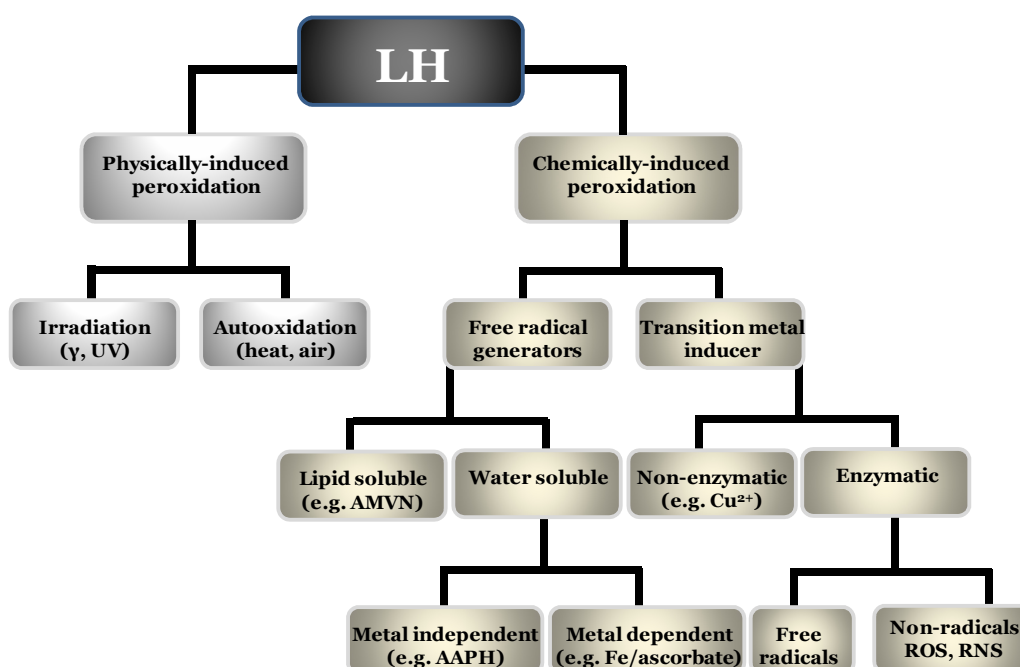 LH
Physically-induced
peroxidation
Chemically-induced
peroxidation
Irradiation
(γ, UV)
Autooxidation
(heat, air)
Free radical
generators
Transition metal
inducer
Lipid soluble
(e.g. AMVN)
Water soluble
Non-enzymatic
(e.g. Cu²⁺)
Enzymatic
Metal independent
(e.g. AAPH)
Metal dependent
(e.g. Fe/ascorbate)
Free
radicals
Non-radicals
ROS, RNS